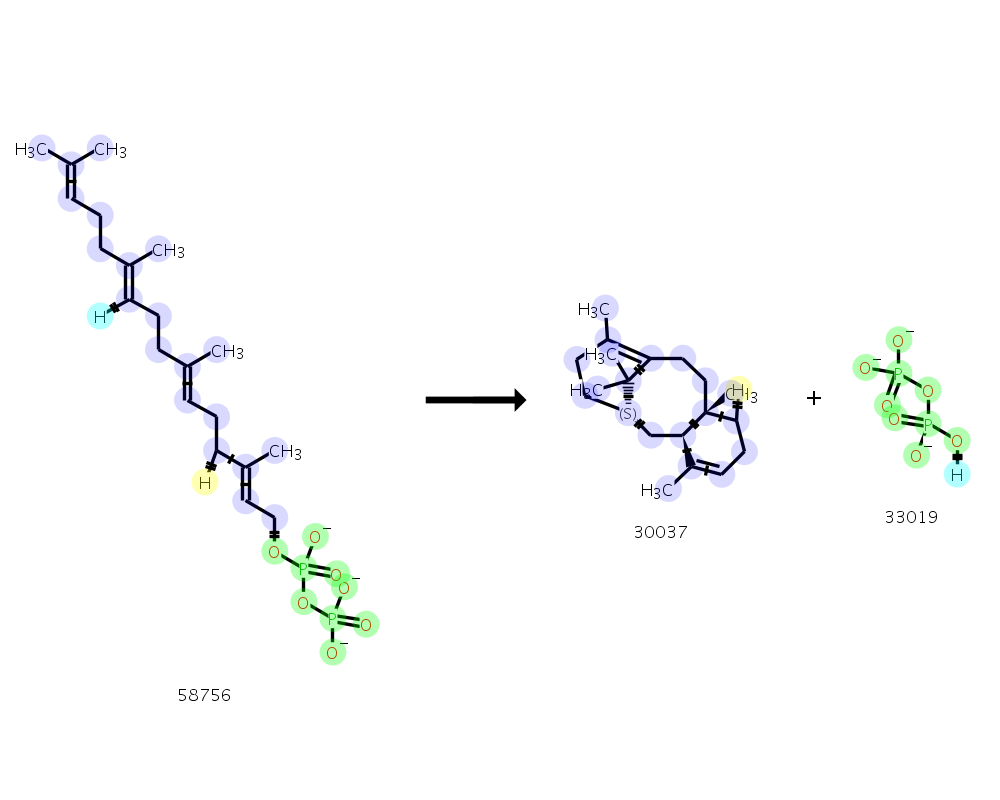 H3C CH3
CH3
H
CH3
CH3
H
O O−
P O O−
O P O
O−
58756
H3C
H3C
H3C (S)
H CH3
H3C
30037
+
O−
O− P O
O O P O
O−
H
33019